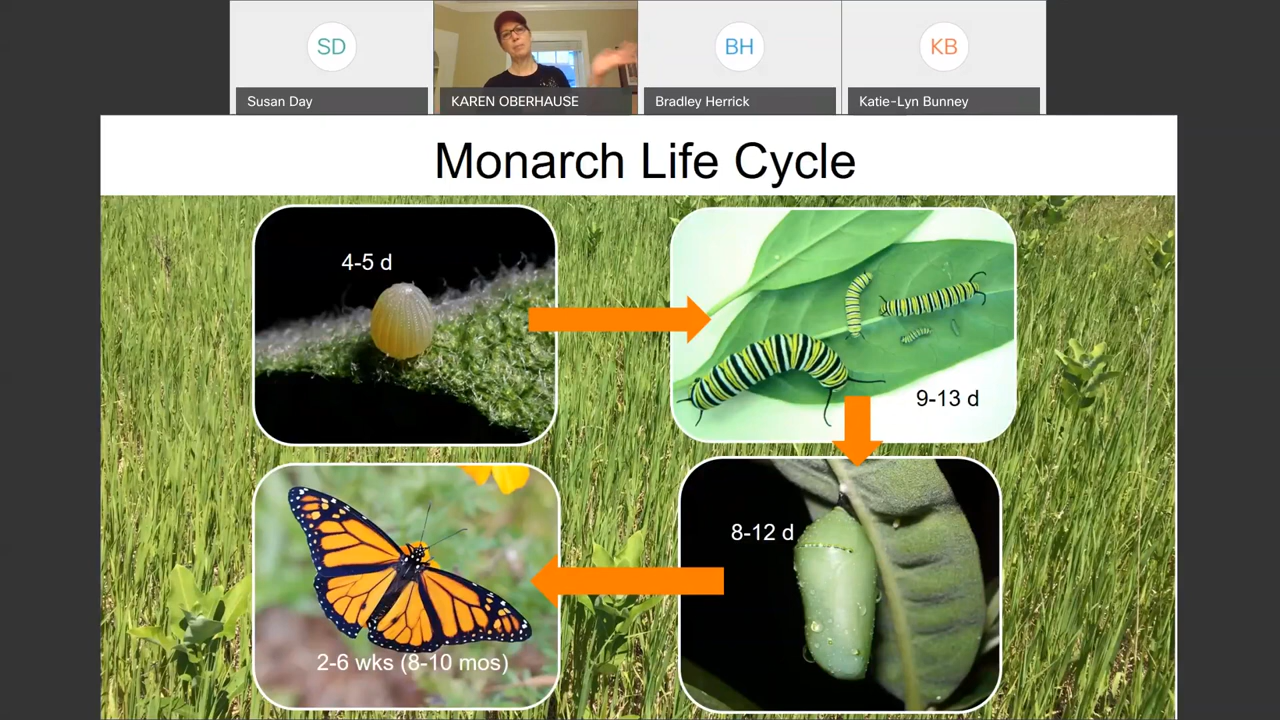 SD
BH
KB
Susan Day
KAREN OBERHAUSE
Bradley Herrick
Katie-Lyn Bunney
Monarch Life Cycle
4-5 d
9-13 d
8-12 d
2-6 wks (8-10 mos)